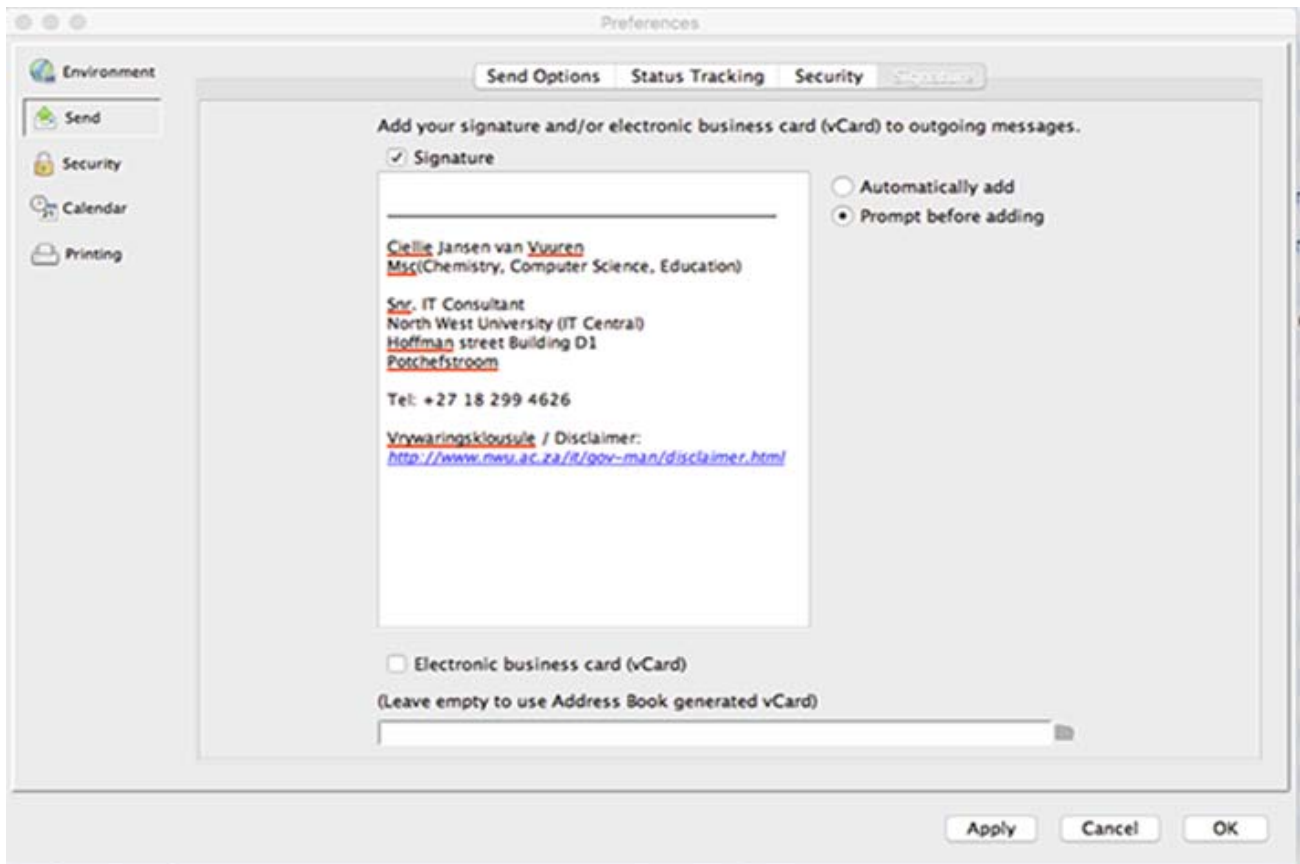 Preferences
Environment
Send
Security
Calendar
Printing
Send Options Status Tracking Security Signature
Add your signature and/or electronic business card (vCard) to outgoing messages.
Signature
Automatically add
Prompt before adding
Ciellie Jansen van Vuuren
Msc(Chemistry, Computer Science, Education)
Snr. IT Consultant
North West University (IT Central)
Hoffman street Building D1
Potchefstroom
Tel: +27 18 299 4626
Vrywaringsklousule / Disclaimer:
http://www.nwu.ac.za/it/gov-man/disclaimer.html
Electronic business card (vCard)
(Leave empty to use Address Book generated vCard)
Apply Cancel OK